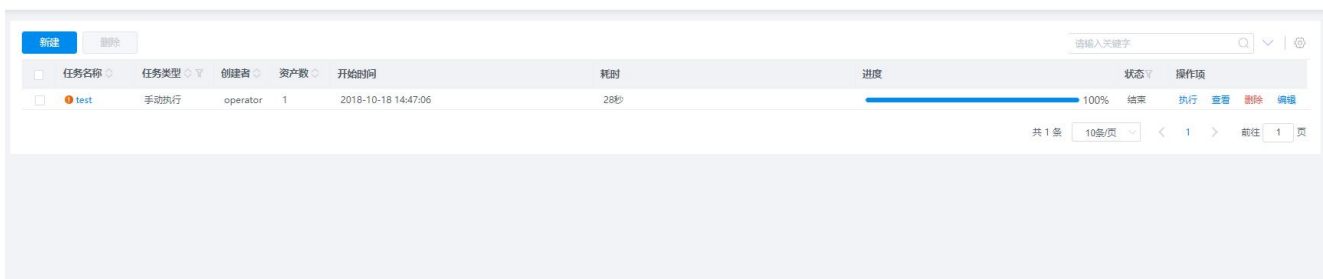 新建 删除 请输入关键字
任务名称 任务类型 创建者 资产数 开始时间 耗时 进度 状态 操作项
test 手动执行 operator 1 2018-10-18 14:47:06 28秒 100% 结束 执行 查看 删除 编辑
共 1 条 10条/页 1 前往 1 页